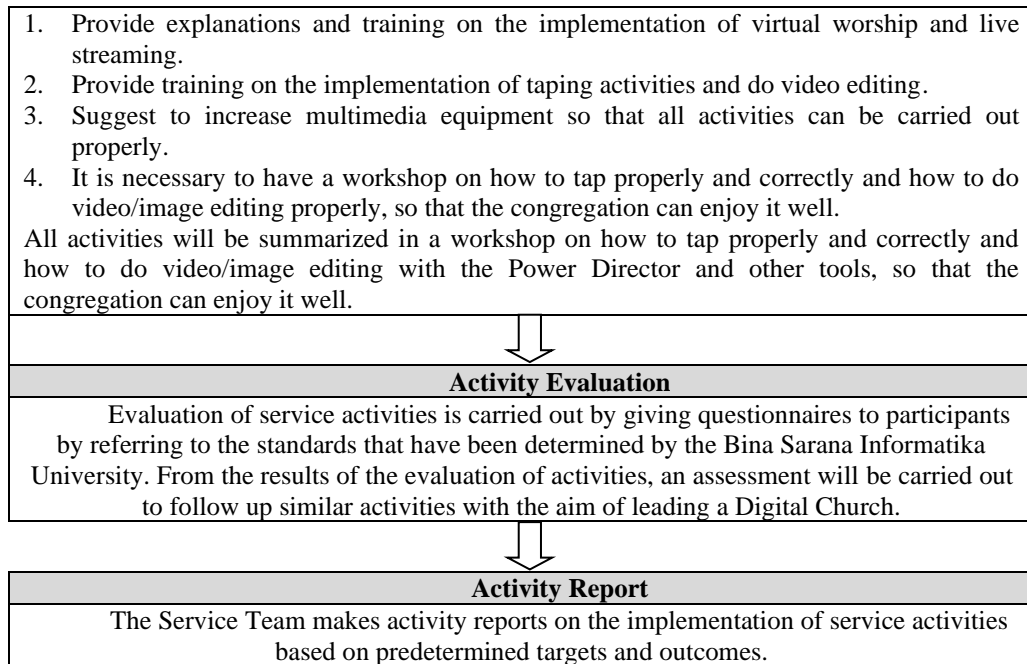 1. Provide explanations and training on the implementation of virtual worship and live
streaming.
2. Provide training on the implementation of taping activities and do video editing.
3. Suggest to increase multimedia equipment so that all activities can be carried out
properly.
4. It is necessary to have a workshop on how to tap properly and correctly and how to do
video/image editing properly, so that the congregation can enjoy it well.
All activities will be summarized in a workshop on how to tap properly and correctly and
how to do video/image editing with the Power Director and other tools, so that the
congregation can enjoy it well.
Activity Evaluation
Evaluation of service activities is carried out by giving questionnaires to participants
by referring to the standards that have been determined by the Bina Sarana Informatika
University. From the results of the evaluation of activities, an assessment will be carried out
to follow up similar activities with the aim of leading a Digital Church.
Activity Report
The Service Team makes activity reports on the implementation of service activities
based on predetermined targets and outcomes.